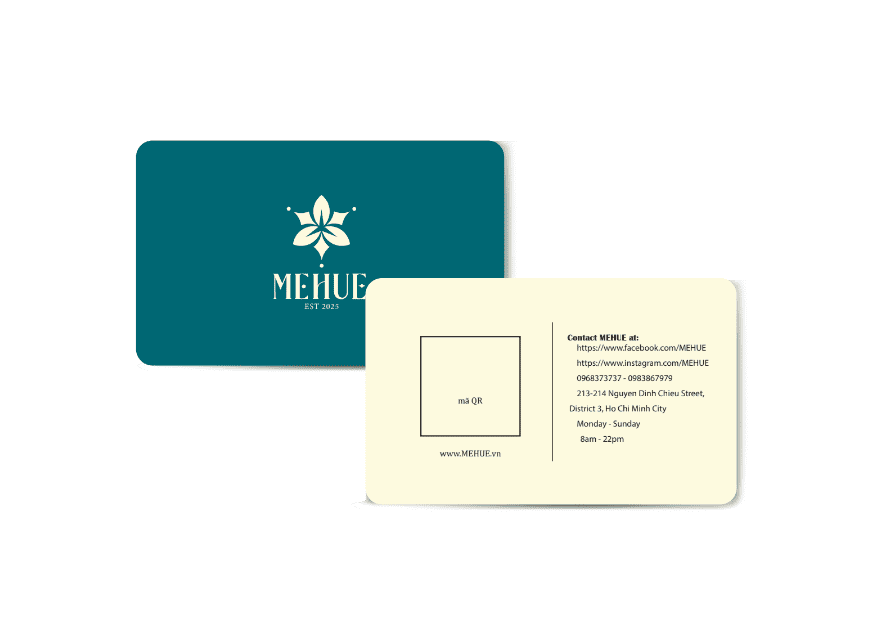 MEHUE
EST 2025
mã QR
www.MEHUE.vn
Contact MEHUE at:
https://www.facebook.com/MEHUE
https://www.instagram.com/MEHUE
0968373737 - 0983867979
213-214 Nguyen Dinh Chieu Street,
District 3, Ho Chi Minh City
Monday - Sunday
8am - 22pm